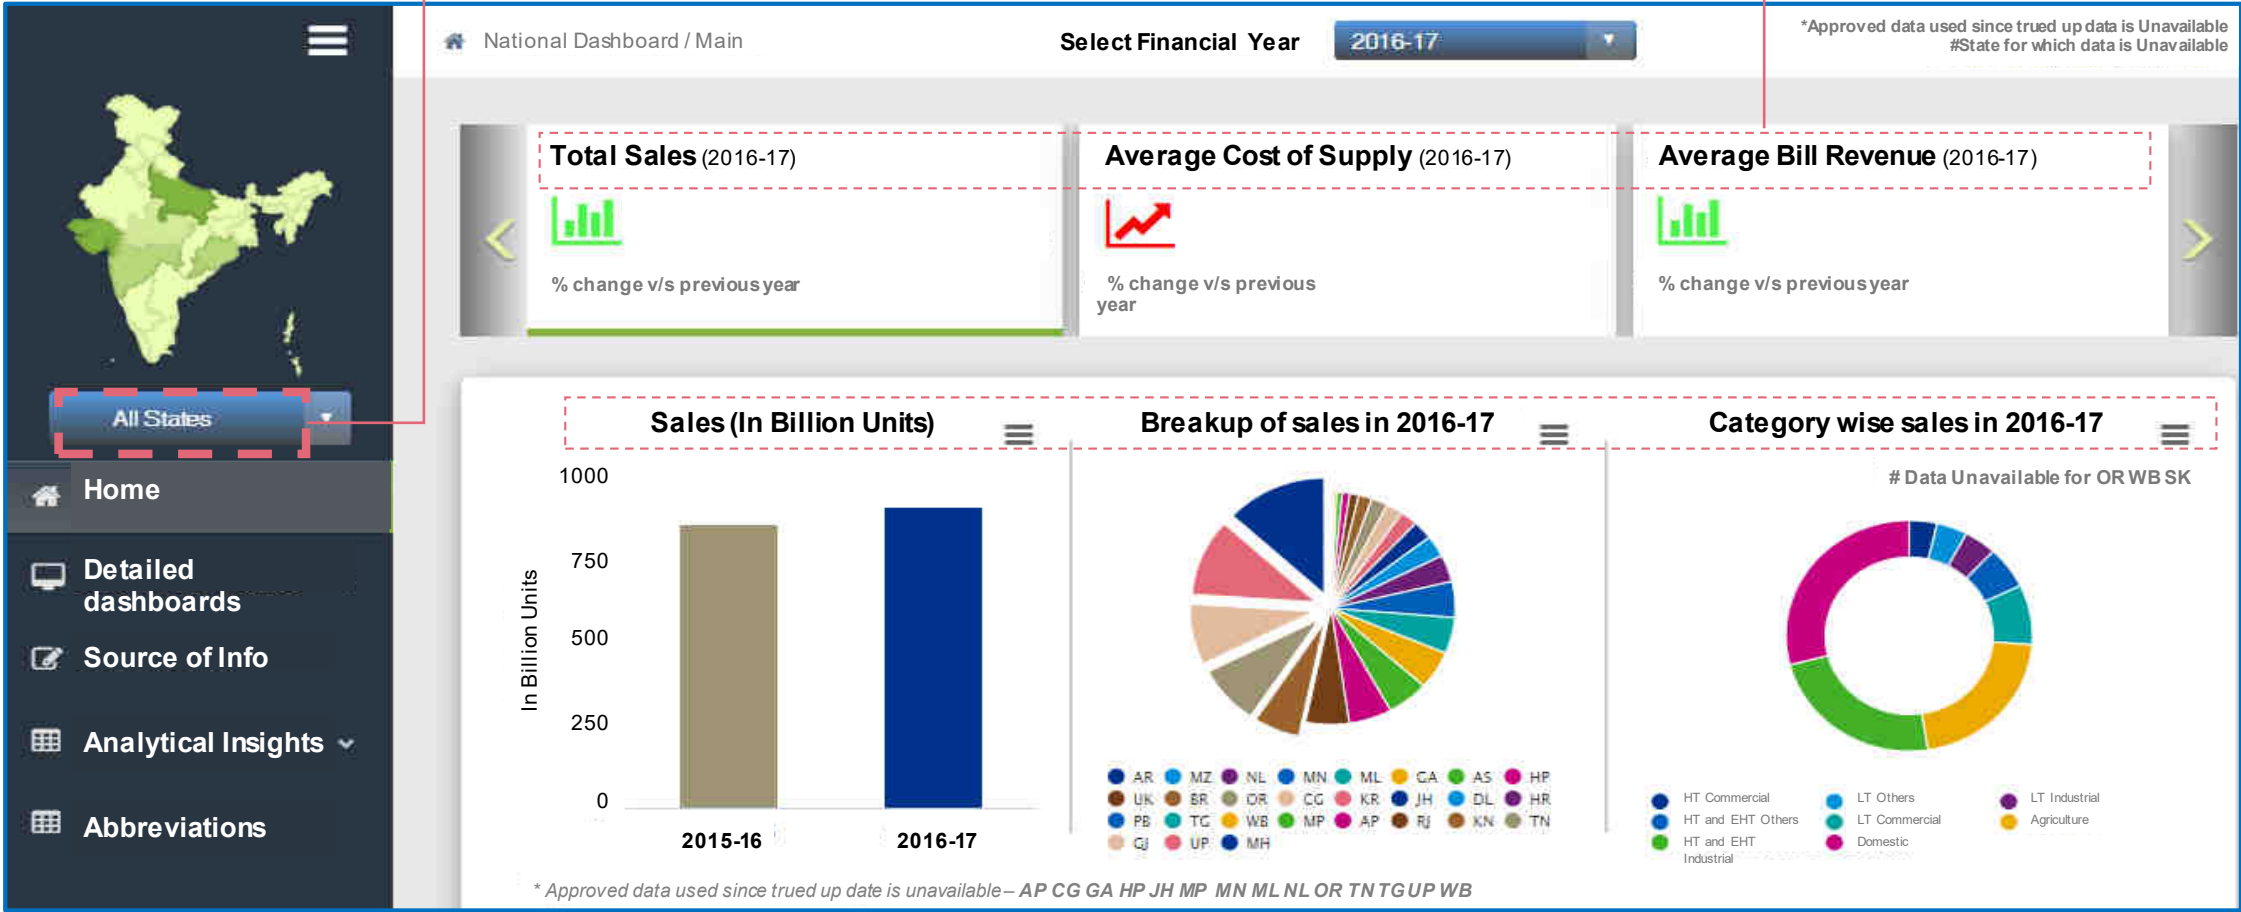 National Dashboard / Main
Select Financial Year
2016-17
*Approved data used since trued up data is Unavailable
#State for which data is Unavailable
All States
Home
Detailed
dashboards
Source of Info
Analytical Insights
Abbreviations
Total Sales (2016-17)
% change v/s previous year
Average Cost of Supply (2016-17)
% change v/s previous
year
Average Bill Revenue (2016-17)
% change v/s previous year
Sales (In Billion Units)
In Billion Units
1000
750
500
250
0
2015-16
2016-17
Breakup of sales in 2016-17
AR MZ NL MN ML GA AS HP
UK BR OR CG KR JH DL HR
PB TG WB MP AP RJ KN TN
GJ UP MH
Category wise sales in 2016-17
# Data Unavailable for OR WB SK
HT Commercial LT Others LT Industrial
HT and EHT Others LT Commercial Agriculture
HT and EHT Domestic
Industrial
* Approved data used since trued up date is unavailable – AP CG GA HP JH MP MN ML NL OR TN TG UP WB